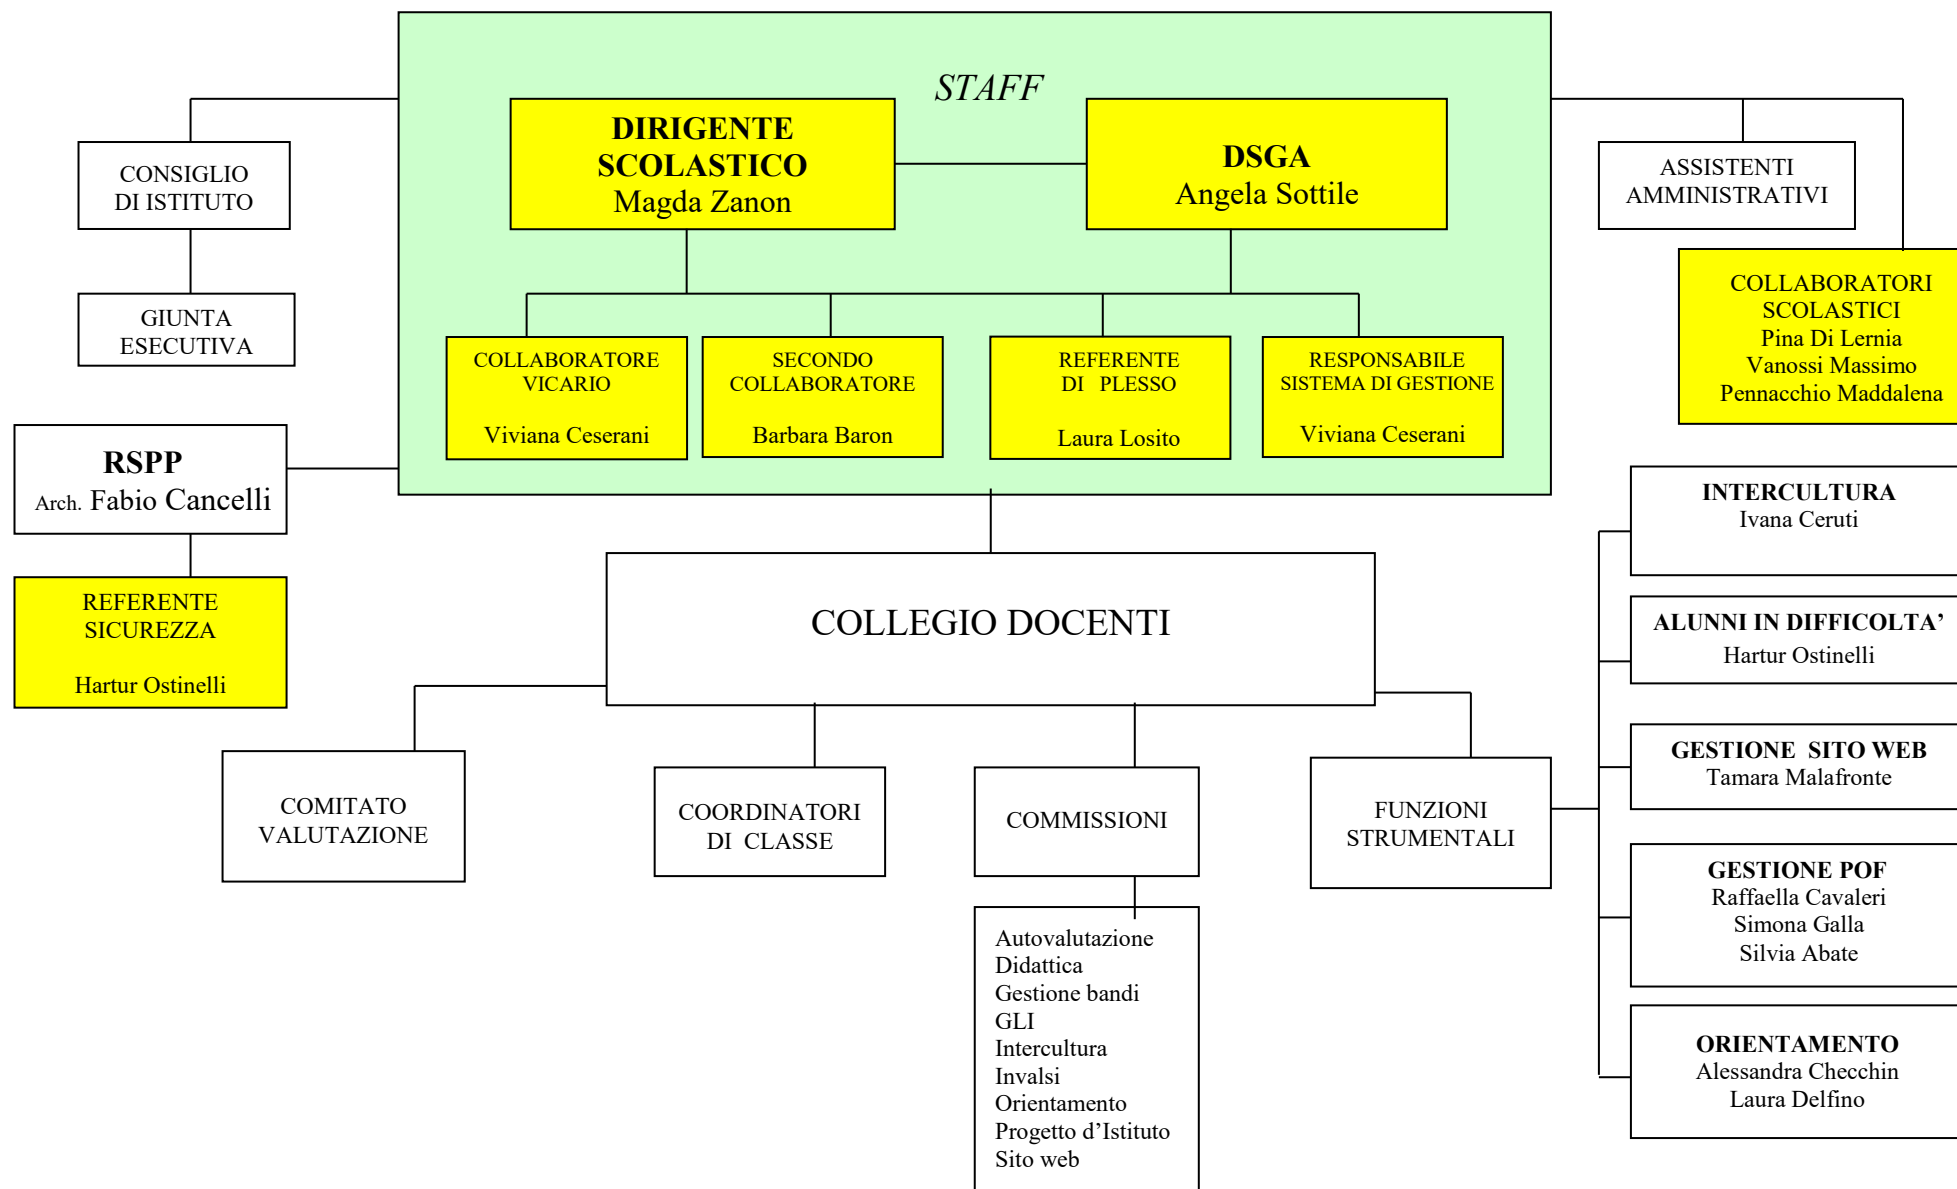 STAFF
DIRIGENTE
SCOLASTICO
Magda Zanon
DSGA
Angela Sottile
CONSIGLIO
DI ISTITUTO
GIUNTA
ESECUTIVA
ASSISTENTI
AMMINISTRATIVI
COLLABORATORI
SCOLASTICI
Pina Di Lernia
Vanossi Massimo
Pennacchio Maddalena
COLLABORATORE
VICARIO
Viviana Ceserani
SECONDO
COLLABORATORE
Barbara Baron
REFERENTE
DI PLESSO
Laura Losito
RESPONSABILE
SISTEMA DI GESTIONE
Viviana Ceserani
RSPP
Arch. Fabio Cancelli
REFERENTE
SICUREZZA
Hartur Ostinelli
COLLEGIO DOCENTI
COMITATO
VALUTAZIONE
COORDINATORI
DI CLASSE
COMMISSIONI
FUNZIONI
STRUMENTALI
Autovalutazione
Didattica
Gestione bandi
GLI
Intercultura
Invalsi
Orientamento
Progetto d’Istituto
Sito web
INTERCULTURA
Ivana Ceruti
ALUNNI IN DIFFICOLTA’
Hartur Ostinelli
GESTIONE SITO WEB
Tamara Malafronte
GESTIONE POF
Raffaella Cavaleri
Simona Galla
Silvia Abate
ORIENTAMENTO
Alessandra Checchin
Laura Delfino